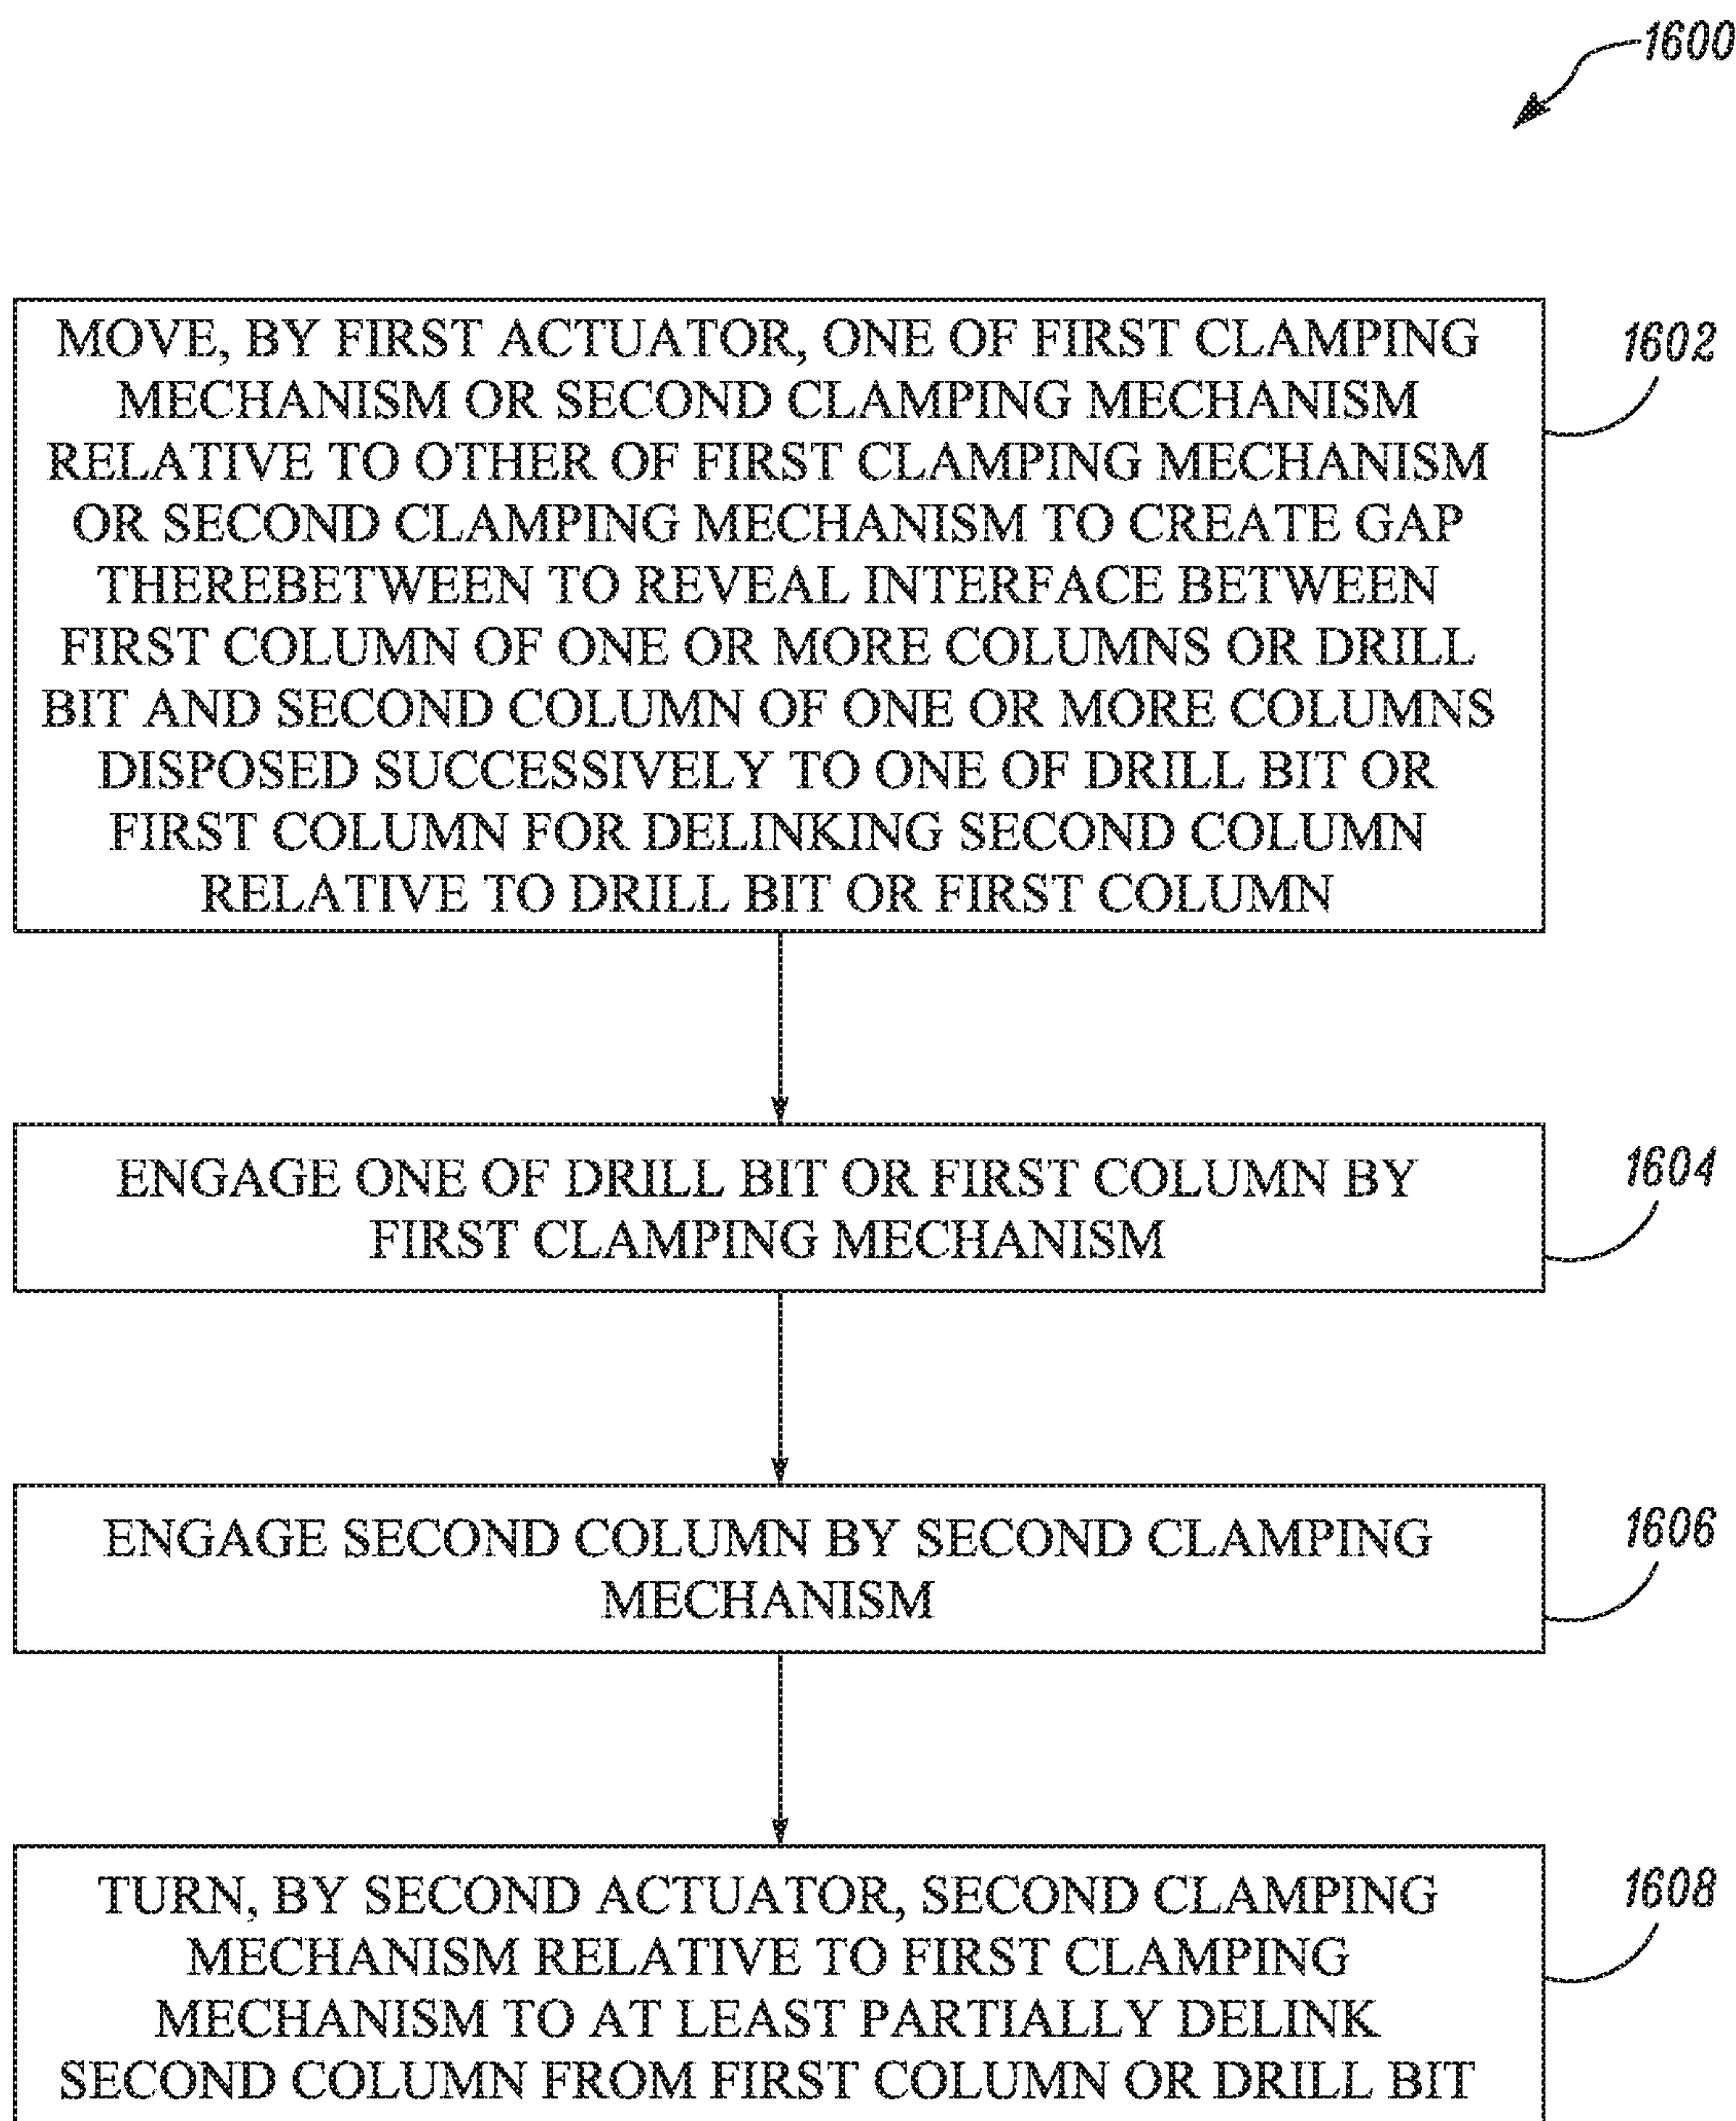 1600
MOVE, BY FIRST ACTUATOR, ONE OF FIRST CLAMPING
MECHANISM OR SECOND CLAMPING MECHANISM
RELATIVE TO OTHER OF FIRST CLAMPING MECHANISM
OR SECOND CLAMPING MECHANISM TO CREATE GAP
THEREBETWEEN TO REVEAL INTERFACE BETWEEN
FIRST COLUMN OF ONE OR MORE COLUMNS OR DRILL
BIT AND SECOND COLUMN OF ONE OR MORE COLUMNS
DISPOSED SUCCESSIVELY TO ONE OF DRILL BIT OR
FIRST COLUMN FOR DELINKING SECOND COLUMN
RELATIVE TO DRILL BIT OR FIRST COLUMN
1602
ENGAGE ONE OF DRILL BIT OR FIRST COLUMN BY
FIRST CLAMPING MECHANISM
1604
ENGAGE SECOND COLUMN BY SECOND CLAMPING
MECHANISM
1606
TURN, BY SECOND ACTUATOR, SECOND CLAMPING
MECHANISM RELATIVE TO FIRST CLAMPING
MECHANISM TO AT LEAST PARTIALLY DELINK
SECOND COLUMN FROM FIRST COLUMN OR DRILL BIT
1608